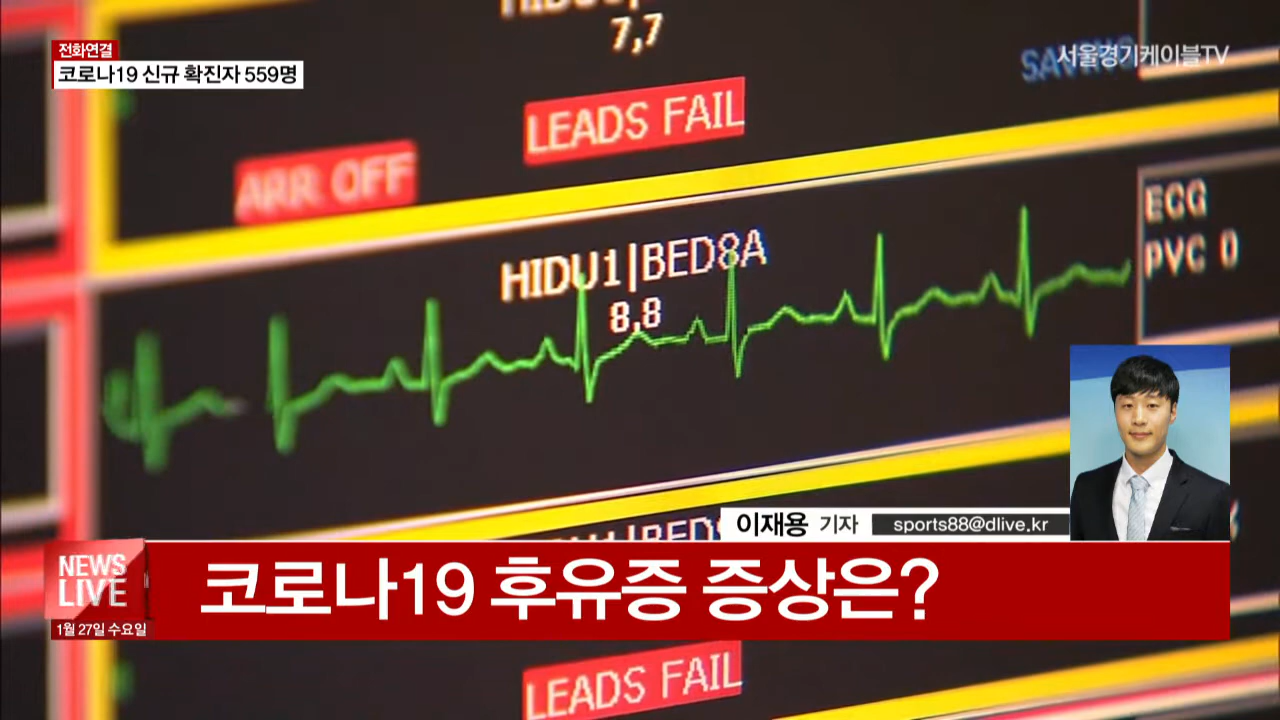 전화연결
코로나19 신규 확진자 559명
서울경기케이블TV
7,7
SAVING
LEADS FAIL
ARR OFF
ECG
PVC 0
HIDU1|BED8A
8,8
이재용 기자 sports88@dlive.kr
NEWS
LIVE
1월 27일 수요일
코로나19 후유증 증상은?
LEADS FAIL